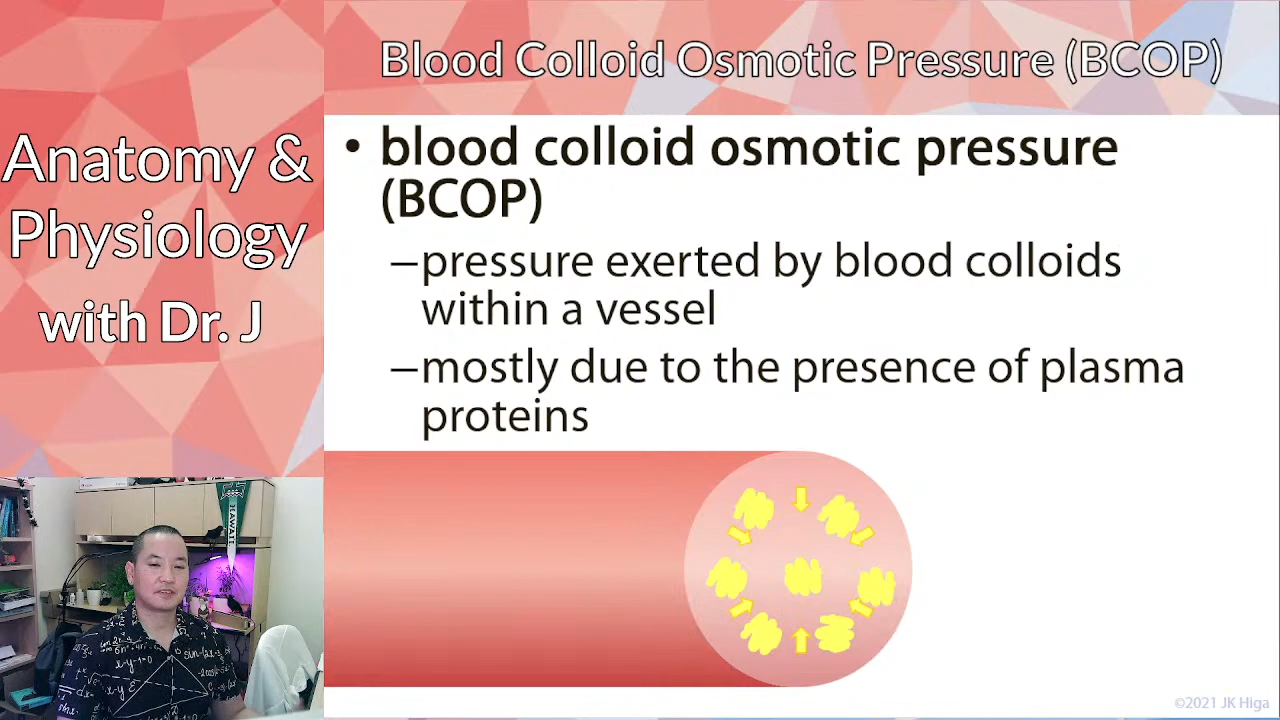 Blood Colloid Osmotic Pressure (BCOP)
Anatomy &
Physiology
with Dr. J
• blood colloid osmotic pressure
(BCOP)
–pressure exerted by blood colloids
within a vessel
–mostly due to the presence of plasma
proteins
HAWAI'I
©2021 JK Higa